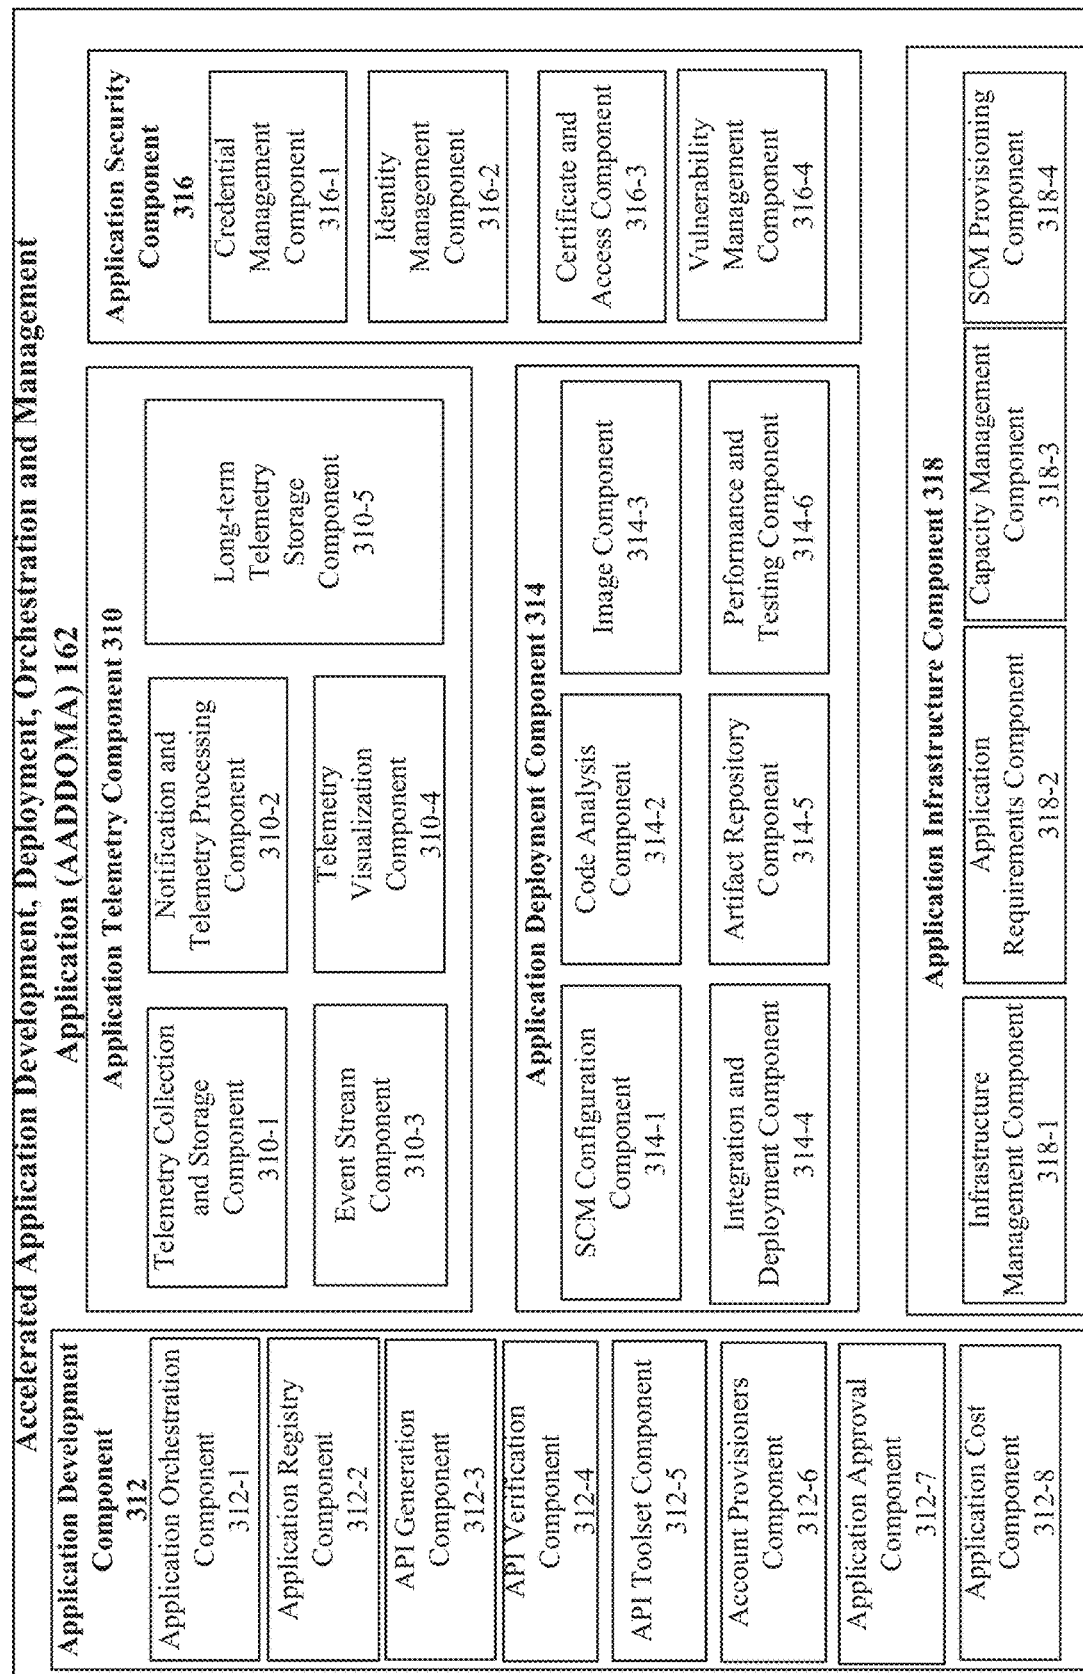 Accelerated Application Development, Deployment, Orchestration and Management
Application (AADDOMA) 162
Application Development
Component
312
Application Orchestration
Component
312-1
Application Registry
Component
312-2
API Generation
Component
312-3
API Verification
Component
312-4
API Toolset Component
312-5
Account Provisioners
Component
312-6
Application Approval
Component
312-7
Application Cost
Component
312-8
Application Telemetry Component 310
Telemetry Collection
and Storage
Component
310-1
Notification and
Telemetry Processing
Component
310-2
Event Stream
Component
310-3
Telemetry
Visualization
Component
310-4
Long-term
Telemetry
Storage
Component
310-5
Application Deployment Component 314
SCM Configuration
Component
314-1
Code Analysis
Component
314-2
Image Component
314-3
Integration and
Deployment Component
314-4
Artifact Repository
Component
314-5
Performance and
Testing Component
314-6
Application Security
Component
316
Credential
Management
Component
316-1
Identity
Management
Component
316-2
Certificate and
Access Component
316-3
Vulnerability
Management
Component
316-4
Application Infrastructure Component 318
Infrastructure
Management Component
318-1
Application
Requirements Component
318-2
Capacity Management
Component
318-3
SCM Provisioning
Component
318-4